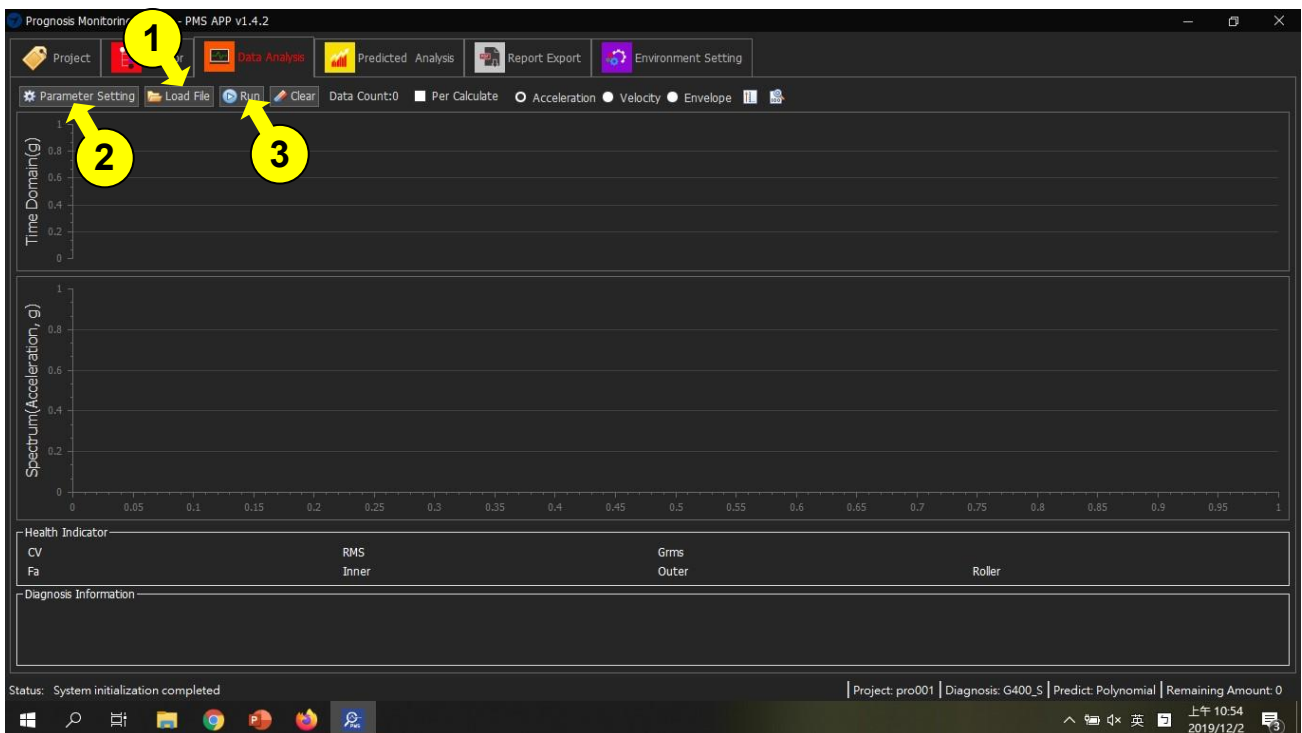 Prognosis Monitoring - PMS APP v1.4.2
1
Project
Data Analysis
Predicted Analysis
Report Export
Environment Setting
Parameter Setting
Load File
Run
Clear
Data Count:0
Per Calculate
Acceleration
Velocity
Envelope
2
3
Time Domain(g)
1
0.8
0.6
0.4
0.2
0
Spectrum(Acceleration, g)
1
0.8
0.6
0.4
0.2
0
0 0.05 0.1 0.15 0.2 0.25 0.3 0.35 0.4 0.45 0.5 0.55 0.6 0.65 0.7 0.75 0.8 0.85 0.9 0.95 1
Health Indicator
CV RMS Grms
Fa Inner Outer Roller
Diagnosis Information
Status: System initialization completed
Project: pro001 | Diagnosis: G400_S | Predict: Polynomial | Remaining Amount: 0
PMS
英
上午 10:54
2019/12/2
3